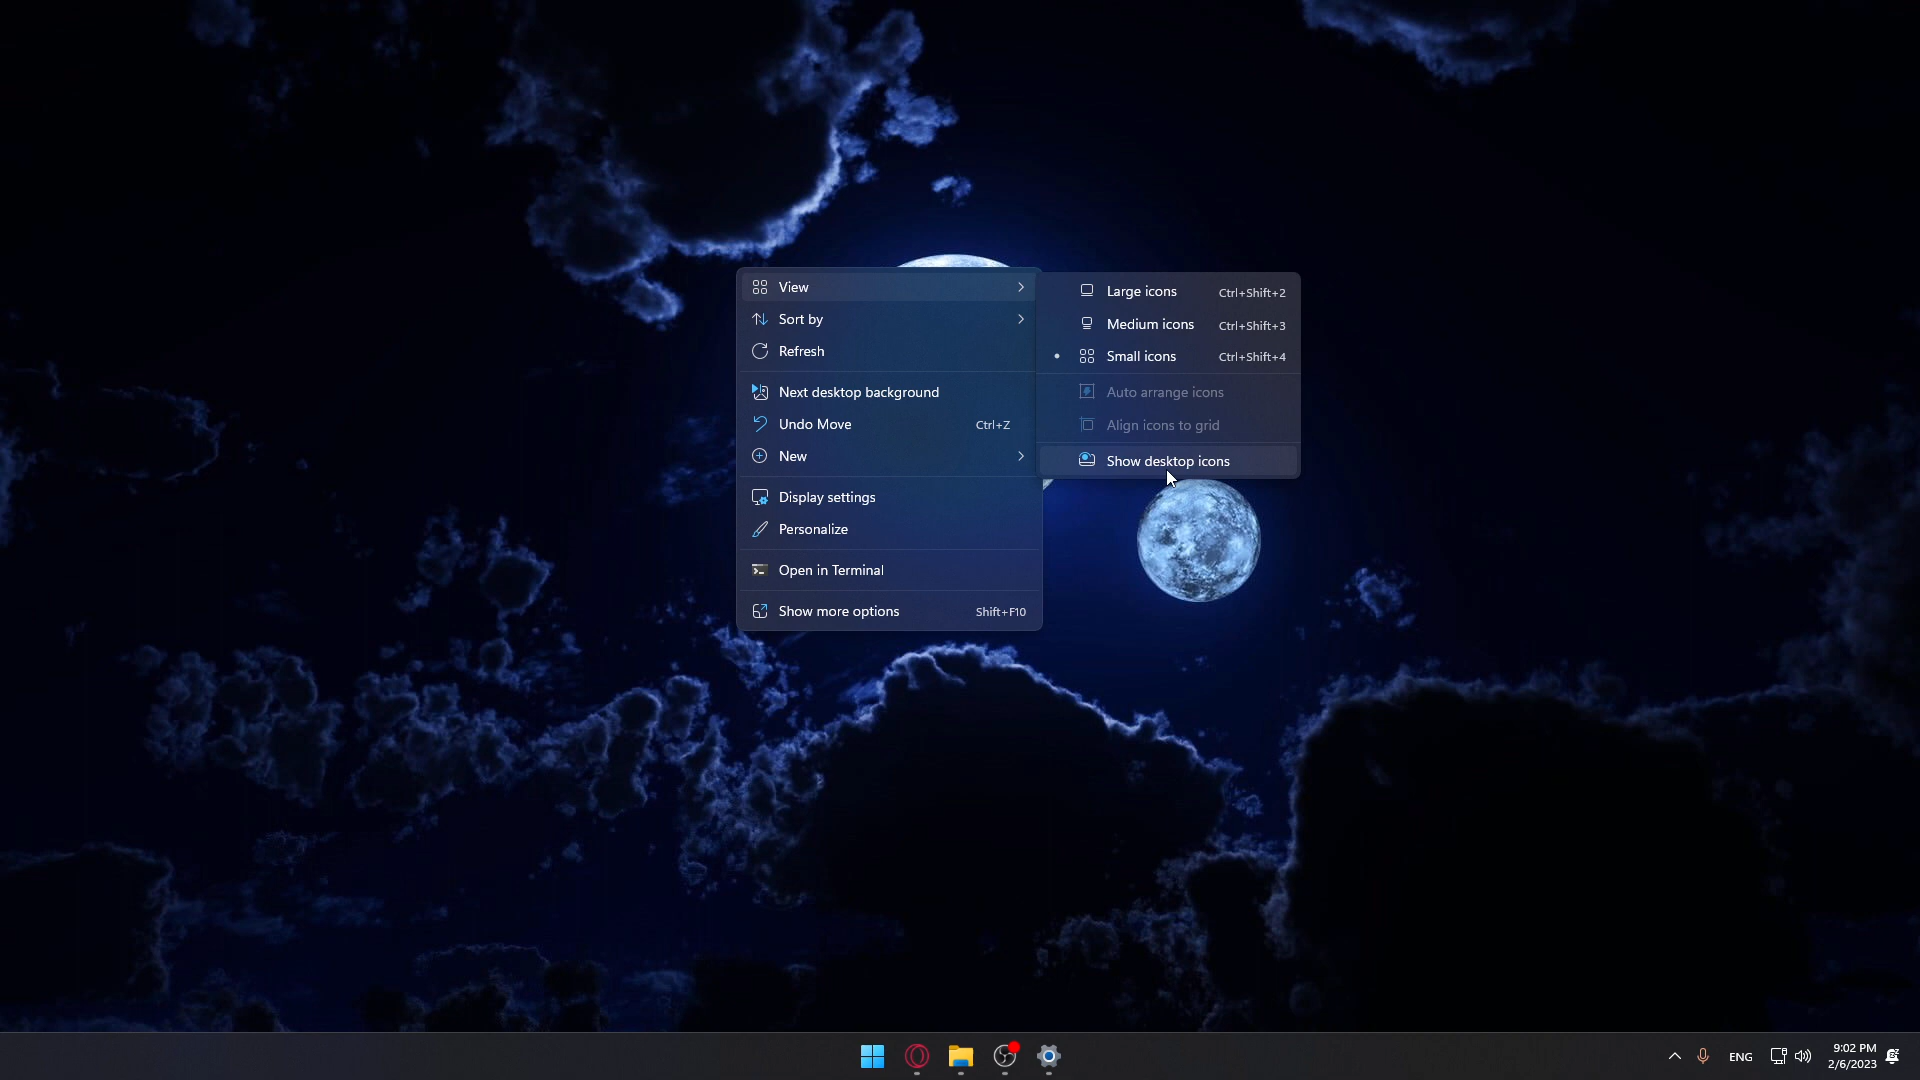 View
Sort by
Refresh
Next desktop background
Undo Move Ctrl+Z
New
Display settings
Personalize
Open in Terminal
Show more options Shift+F10
Large icons Ctrl+Shift+2
Medium icons Ctrl+Shift+3
Small icons Ctrl+Shift+4
Auto arrange icons
Align icons to grid
Show desktop icons
ENG
9:02 PM
2/6/2023